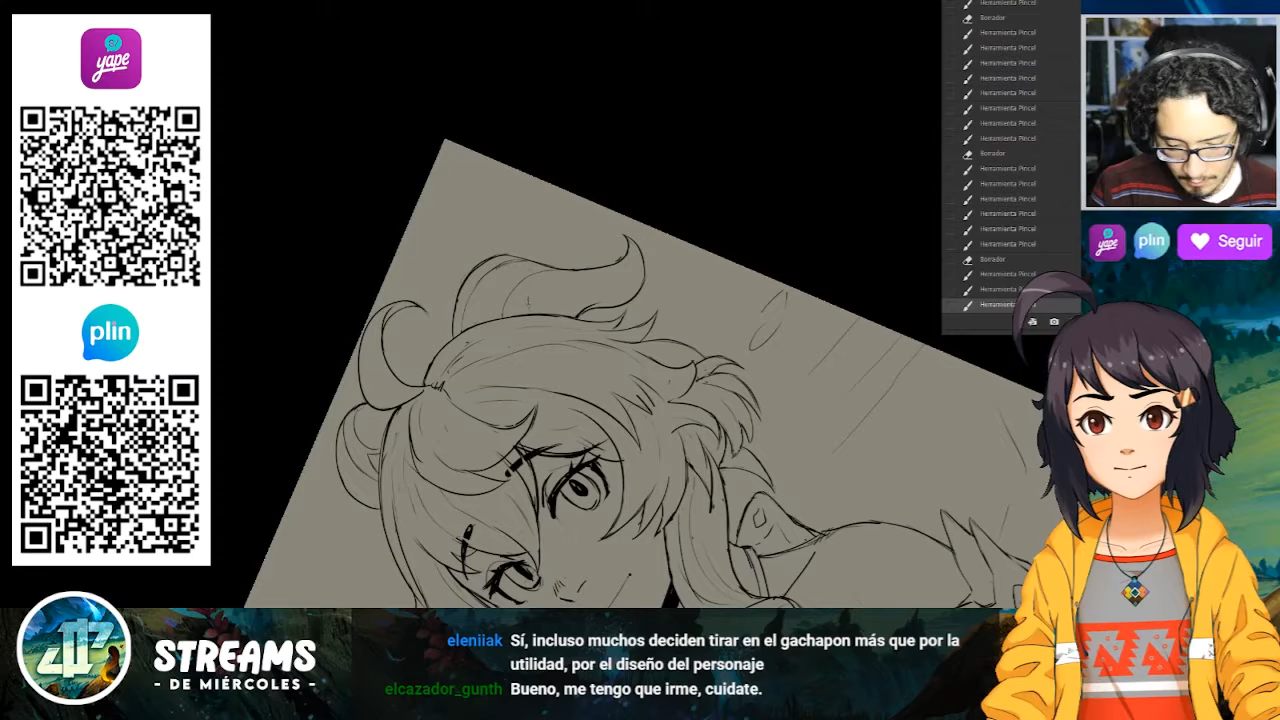 yape
plin
Herramienta Pincel
Borrador
Herramienta Pincel
Herramienta Pincel
Herramienta Pincel
Herramienta Pincel
Herramienta Pincel
Herramienta Pincel
Herramienta Pincel
Herramienta Pincel
Borrador
Herramienta Pincel
Herramienta Pincel
Herramienta Pincel
Herramienta Pincel
Herramienta Pincel
Herramienta Pincel
Borrador
Herramienta Pincel
Herramienta
Herramienta
yape
plin
Seguir
STREAMS
- DE MIÉRCOLES -
eleniiak Sí, incluso muchos deciden tirar en el gachapon más que por la
utilidad, por el diseño del personaje
elcazador_gunth Bueno, me tengo que irme, cuidate.